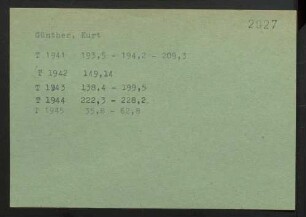 2927
Günther, Kurt
T 1941 193,5 - 194,2 - 209,3
T 1942 149,14
T 1943 138,4 - 199,5
T 1944 222,3 - 228,2
T 1945 55,8 - 62,8